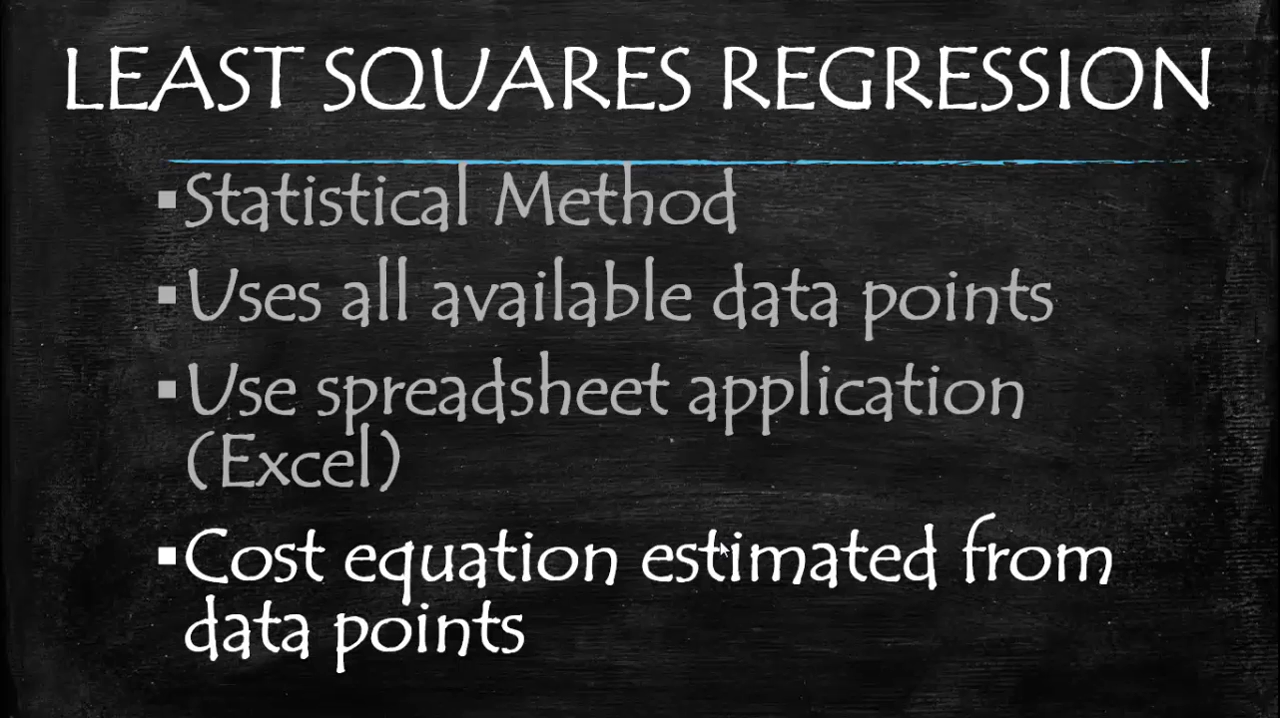 LEAST SQUARES REGRESSION
▪Statistical Method
▪Uses all available data points
▪Use spreadsheet application
(Excel)
▪Cost equation estimated from
data points